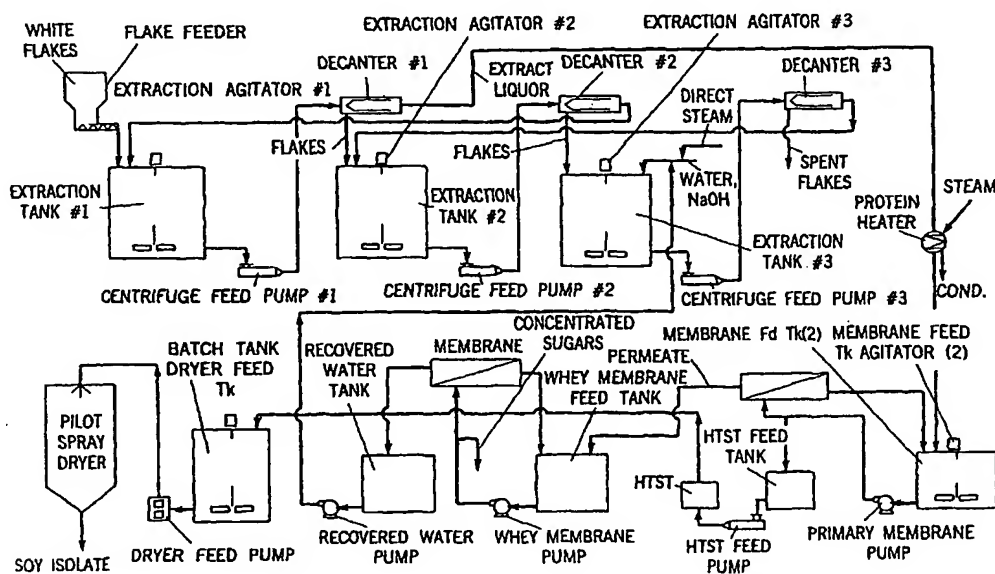 WHITE
FLAKES
FLAKE FEEDER
EXTRACTION AGITATOR #1
EXTRACTION
AGITATOR #2
DECANTER #1
EXTRACT
LIQUOR
EXTRACTION AGITATOR #3
DECANTER #2
DIRECT
STEAM
DECANTER #3
FLAKES
FLAKES
WATER,
NaOH
SPENT
FLAKES
EXTRACTION
TANK #1
EXTRACTION
TANK #2
EXTRACTION
TANK #3
PROTEIN
HEATER
STEAM
COND.
CENTRIFUGE FEED PUMP #1
CENTRIFUGE FEED PUMP #2
CENTRIFUGE FEED PUMP #3
BATCH TANK
DRYER FEED
Tk
RECOVERED
WATER
TANK
MEMBRANE
CONCENTRATED
SUGARS
PERMEATE
WHEY MEMBRANE
FEED TANK
MEMBRANE Fd Tk(2)
MEMBRANE FEED
Tk AGITATOR (2)
PILOT
SPRAY
DRYER
HTST FEED
TANK
HTST
SOY ISOLATE
DRYER FEED PUMP
RECOVERED WATER
PUMP
WHEY MEMBRANE
PUMP
HTST FEED
PUMP
PRIMARY MEMBRANE
PUMP